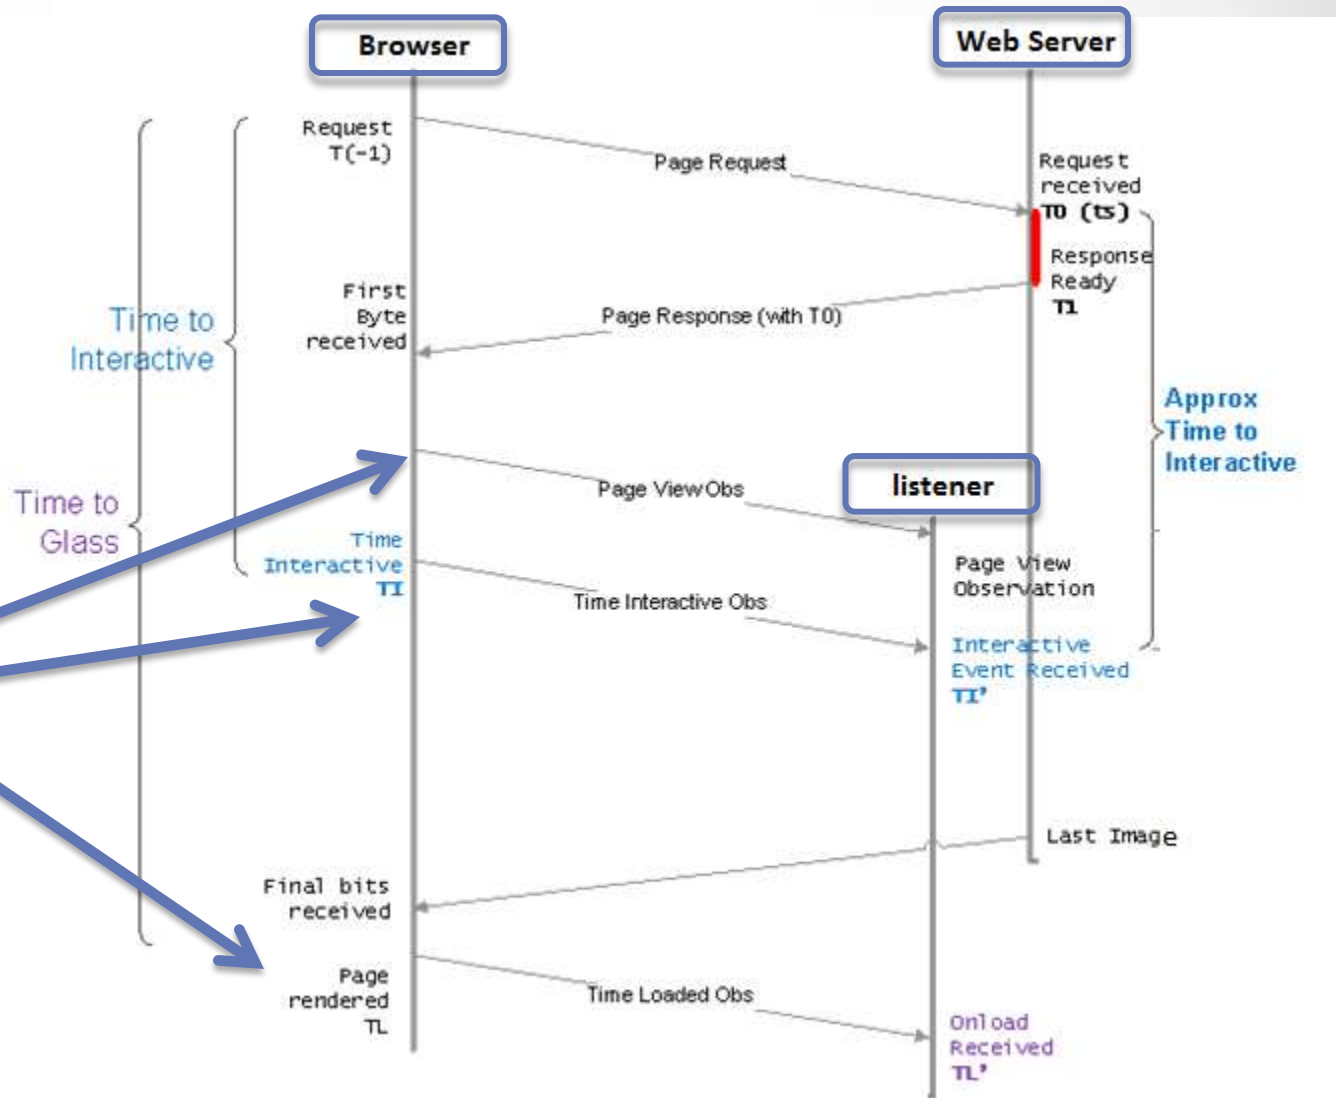 Browser
Web Server
Request
T(-1)
Page Request
Request
received
T0 (ts)
Response
Ready
T1
First
Byte
received
Page Response (with T0)
Time to
Interactive
Approx
Time to
Interactive
listener
Page View Obs
Time to
Glass
Time
Interactive
TI
Page View
Observation
Time Interactive Obs
Interactive
Event Received
TI'
Last Image
Final bits
received
Page
rendered
TL
Time Loaded Obs
Onload
Received
TL'